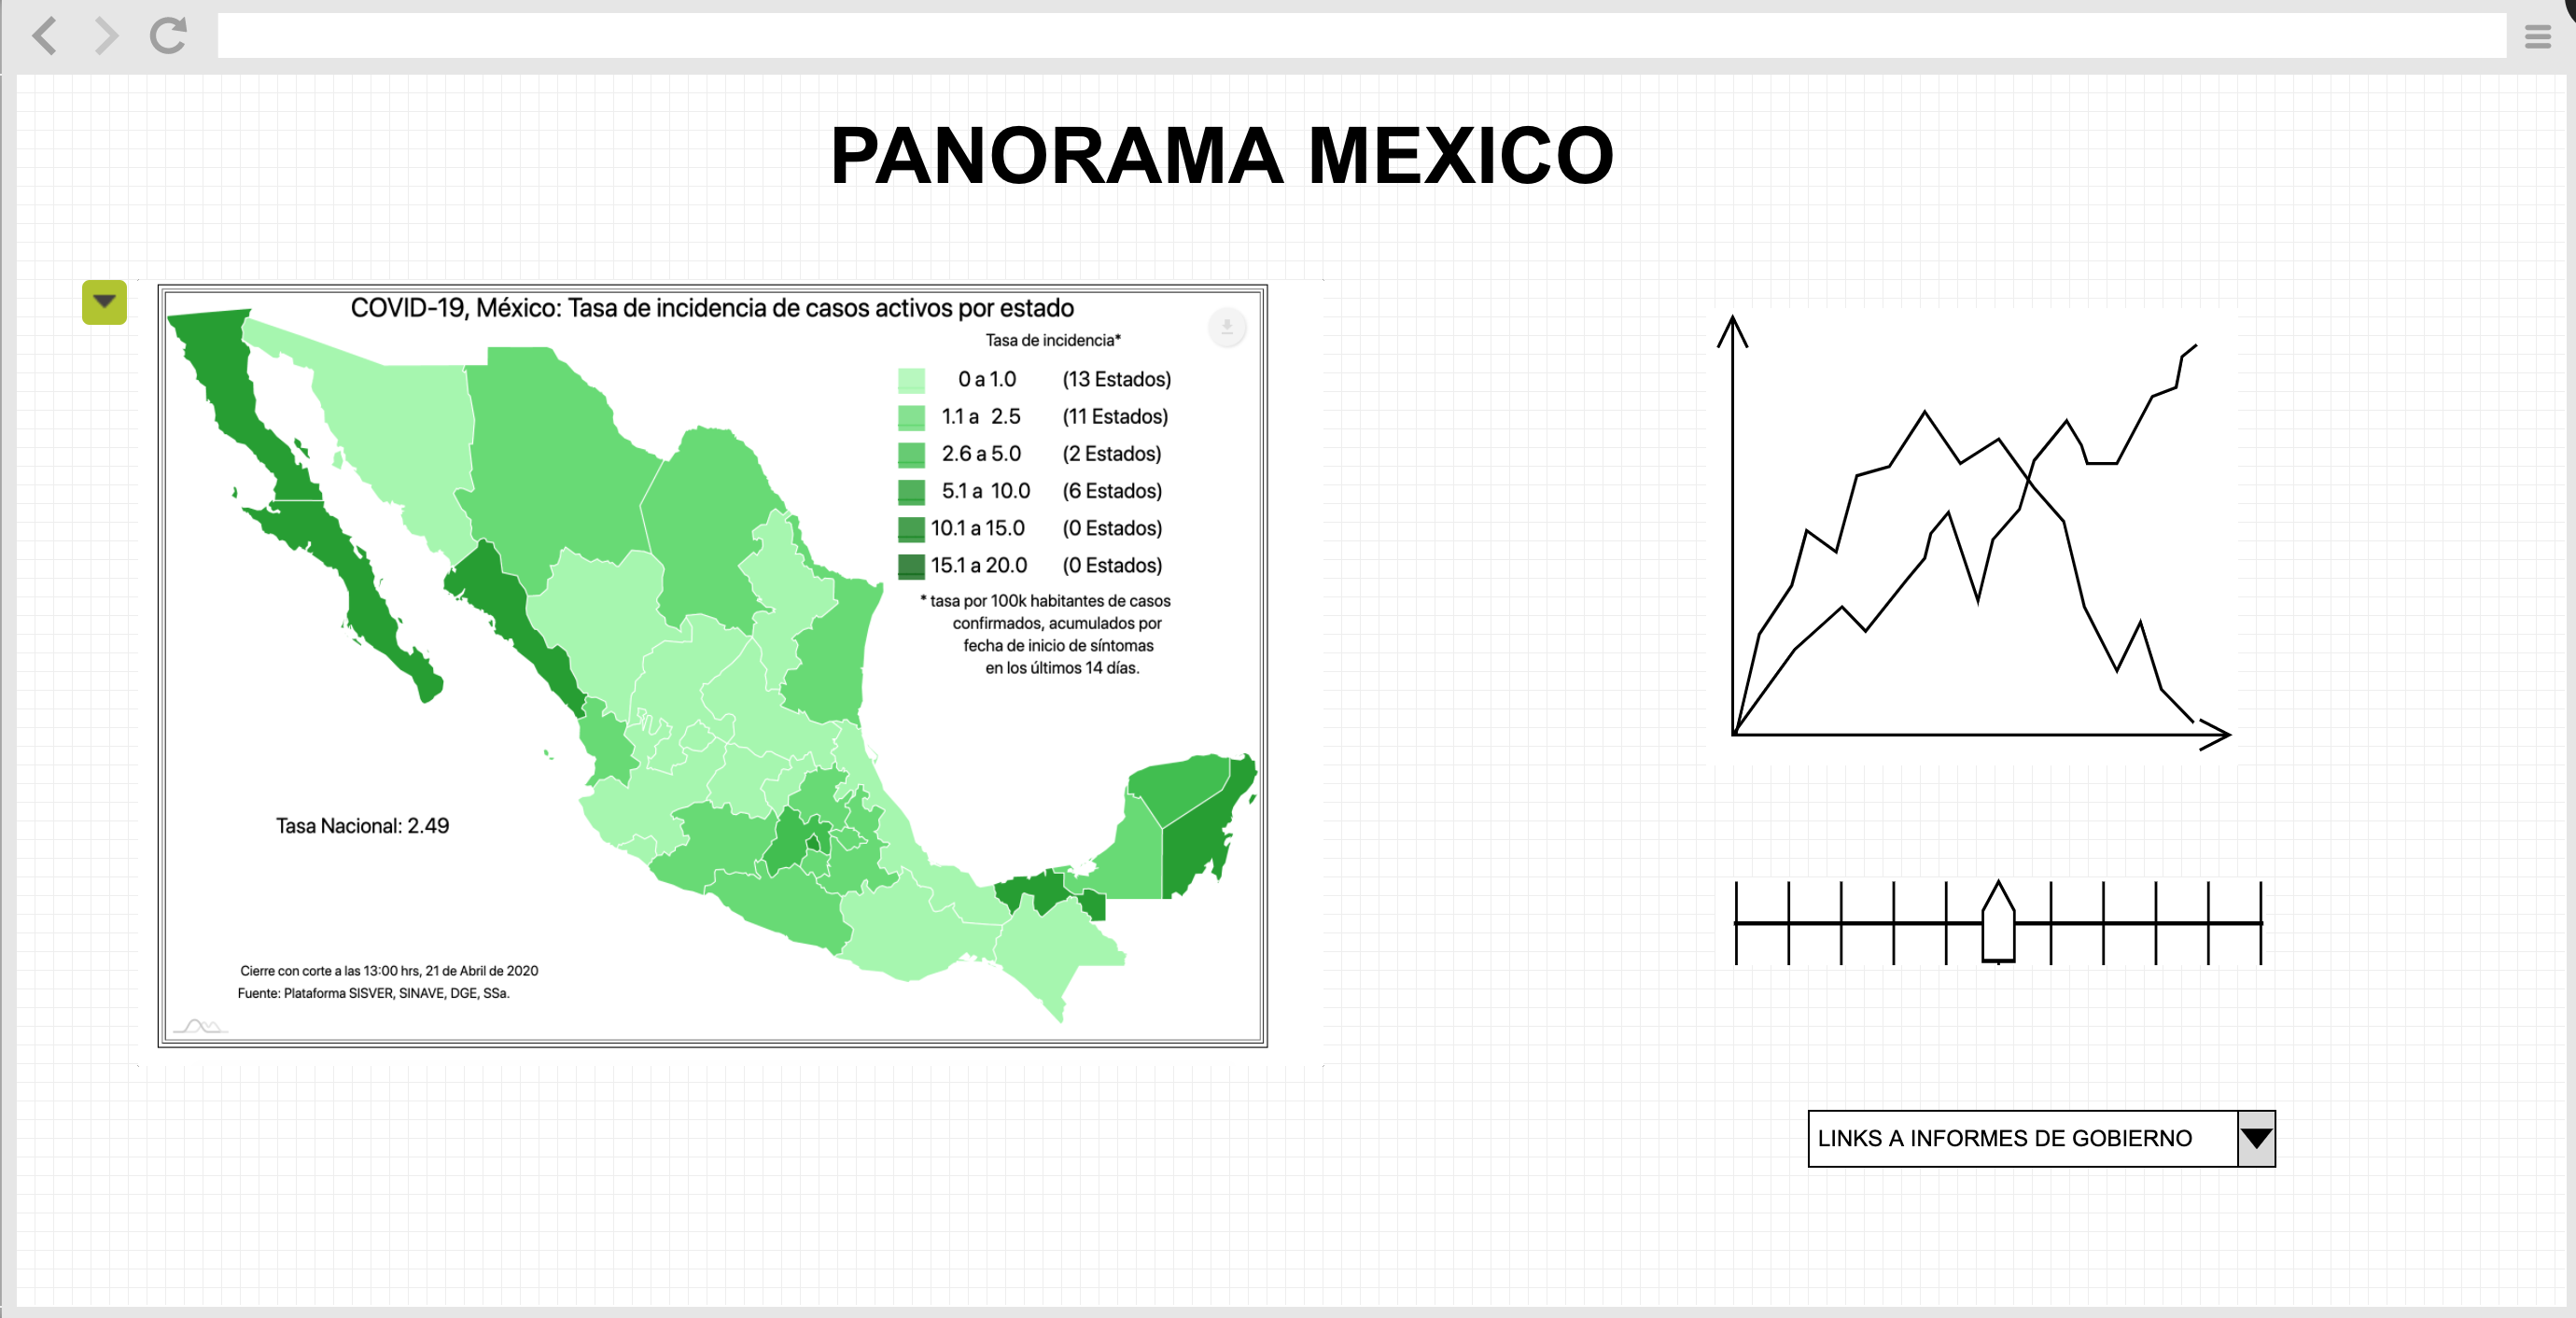 PANORAMA MEXICO
COVID-19, México: Tasa de incidencia de casos activos por estado
Tasa de incidencia*
0 a 1.0 (13 Estados)
1.1 a 2.5 (11 Estados)
2.6 a 5.0 (2 Estados)
5.1 a 10.0 (6 Estados)
10.1 a 15.0 (0 Estados)
15.1 a 20.0 (0 Estados)
* tasa por 100k habitantes de casos
confirmados, acumulados por
fecha de inicio de síntomas
en los últimos 14 días.
Tasa Nacional: 2.49
Cierre con corte a las 13:00 hrs, 21 de Abril de 2020
Fuente: Plataforma SISVER, SINAVE, DGE, SSa.
LINKS A INFORMES DE GOBIERNO